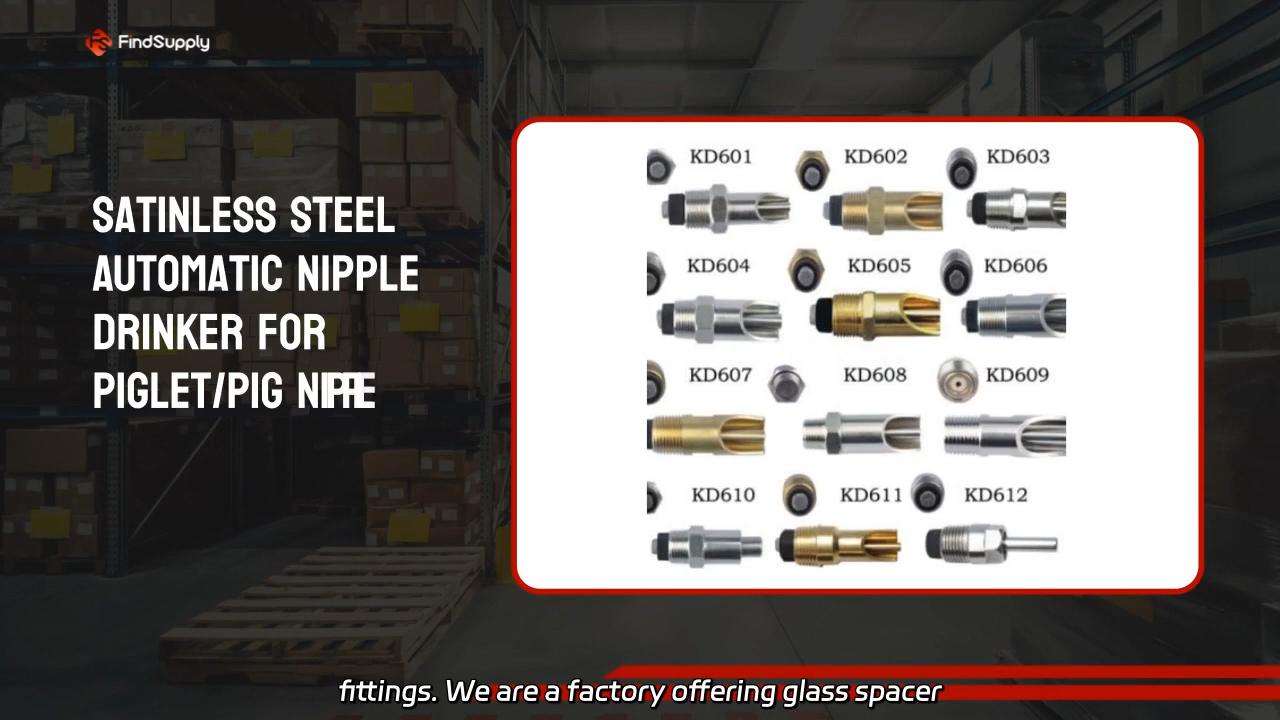 FindSupply
SATINLESS STEEL
AUTOMATIC NIPPLE
DRINKER FOR
PIGLET/PIG
KD601 KD602 KD603
KD604 KD605 KD606
KD607 KD608 KD609
KD610 KD611 KD612
fittings. We are a factory offering glass spacer